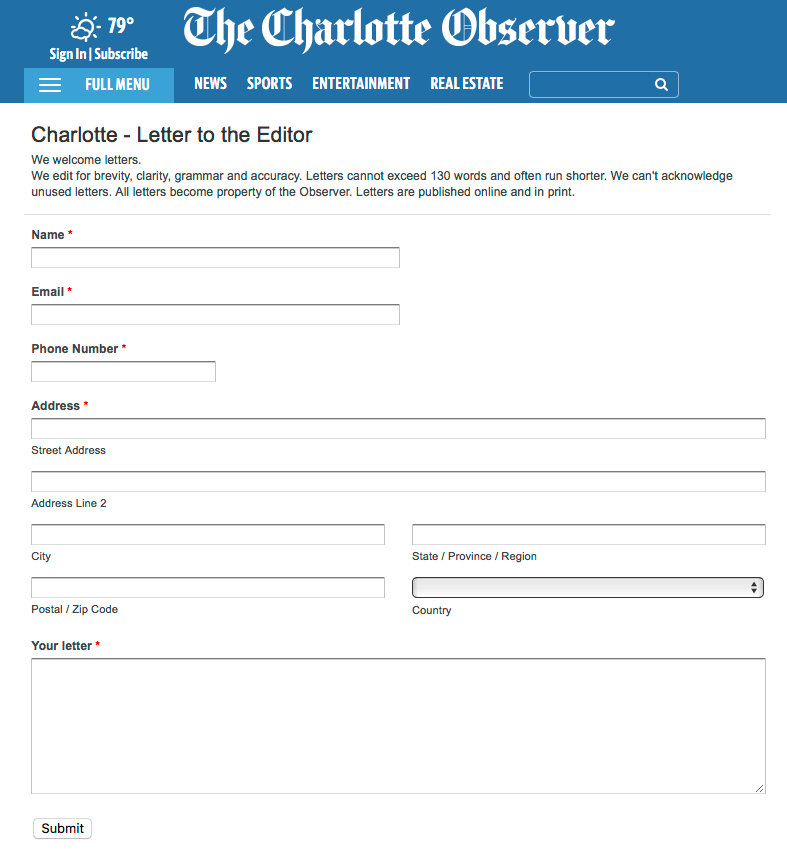 79°
Sign In | Subscribe
The Charlotte Observer
FULL MENU
NEWS
SPORTS
ENTERTAINMENT
REAL ESTATE
Charlotte - Letter to the Editor
We welcome letters.
We edit for brevity, clarity, grammar and accuracy. Letters cannot exceed 130 words and often run shorter. We can't acknowledge
unused letters. All letters become property of the Observer. Letters are published online and in print.
Name *
Email *
Phone Number *
Address *
Street Address
Address Line 2
City
State / Province / Region
Postal / Zip Code
Country
Your letter *
Submit